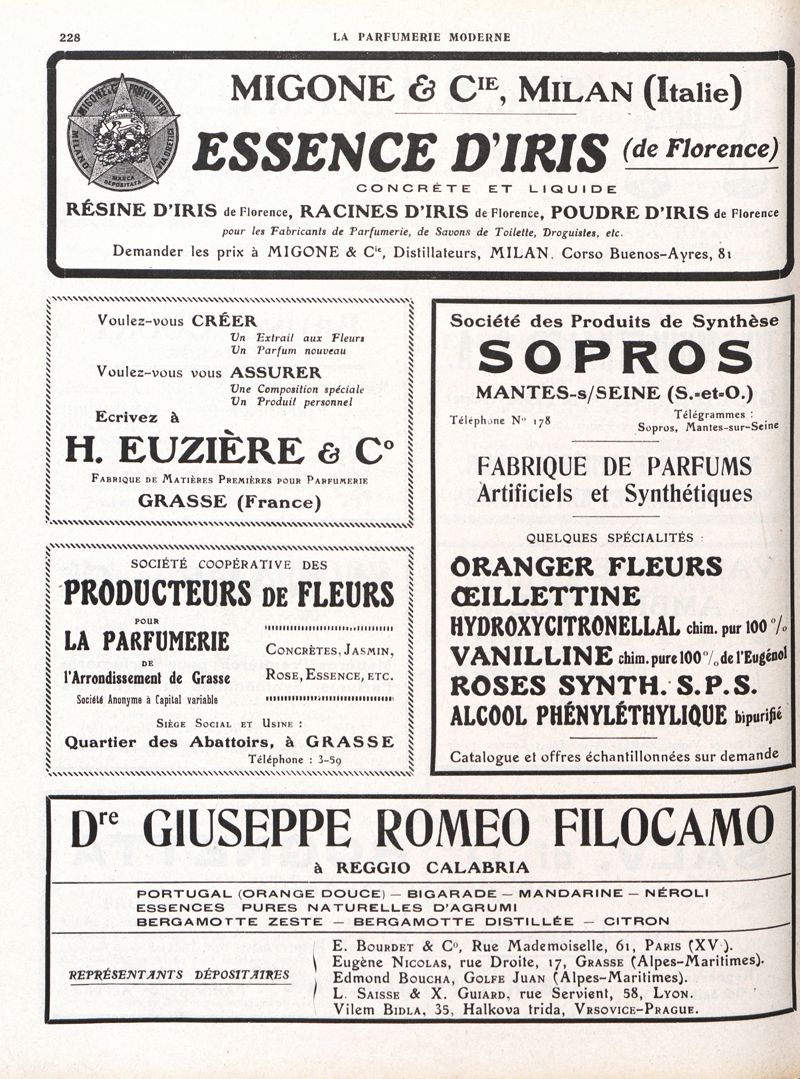 228
LA PARFUMERIE MODERNE
MIGONE & C.IE PROFUMIERI
MILANO
VIA OREFICI
MARCA
DEPOSITATA
MIGONE & CIE, MILAN (Italie)
ESSENCE D'IRIS (de Florence)
CONCRÈTE ET LIQUIDE
RÉSINE D'IRIS de Florence, RACINES D'IRIS de Florence, POUDRE D'IRIS de Florence
pour les Fabricants de Parfumerie, de Savons de Toilette, Droguistes, etc.
Demander les prix à MIGONE & Cie, Distillateurs, MILAN. Corso Buenos-Ayres, 81
Voulez-vous CRÉER
Un Extrait aux Fleurs
Un Parfum nouveau
Voulez-vous vous ASSURER
Une Composition spéciale
Un Produit personnel
Ecrivez à
H. EUZIÈRE & Co
FABRIQUE DE MATIÈRES PREMIÈRES POUR PARFUMERIE
GRASSE (France)
SOCIÉTÉ COOPÉRATIVE DES
PRODUCTEURS DE FLEURS
POUR
LA PARFUMERIE
DE
l'Arrondissement de Grasse
Société Anonyme à Capital variable
CONCRÈTES, JASMIN,
ROSE, ESSENCE, ETC.
SIÈGE SOCIAL ET USINE :
Quartier des Abattoirs, à GRASSE
Téléphone : 3-59
Société des Produits de Synthèse
SOPROS
MANTES-s/SEINE (S.-et-O.)
Téléphone No 178
Télégrammes :
Sopros, Mantes-sur-Seine
FABRIQUE DE PARFUMS
Artificiels et Synthétiques
QUELQUES SPÉCIALITÉS :
ORANGER FLEURS
ŒILLETTINE
HYDROXYCITRONELLAL chim. pur 100 %
VANILLINE chim. pure 100 % de l'Eugénol
ROSES SYNTH. S.P.S.
ALCOOL PHÉNYLÉTHYLIQUE bipurifié
Catalogue et offres échantillonnées sur demande
Dre GIUSEPPE ROMEO FILOCAMO
à REGGIO CALABRIA
PORTUGAL (ORANGE DOUCE) — BIGARADE — MANDARINE — NÉROLI
ESSENCES PURES NATURELLES D'AGRUMI
BERGAMOTTE ZESTE — BERGAMOTTE DISTILLÉE — CITRON
REPRÉSENTANTS DÉPOSITAIRES
E. BOURDET & Co, Rue Mademoiselle, 61, PARIS (XV ).
Eugène NICOLAS, rue Droite, 17, GRASSE (Alpes-Maritimes).
Edmond BOUCHA, GOLFE JUAN (Alpes-Maritimes).
L. SAISSE & X. GUIARD, rue Servient, 58, LYON.
Vilem BIDLA, 35, Halkova trida, VRSOVICE-PRAGUE.